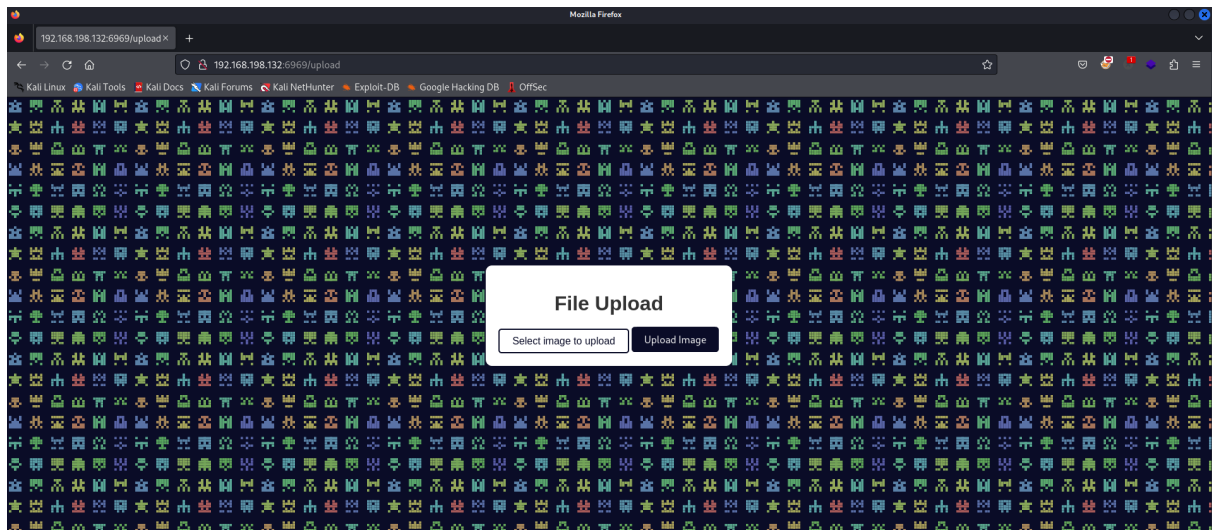 Mozilla Firefox
192.168.198.132:6969/upload
192.168.198.132:6969/upload
Kali Linux Kali Tools Kali Docs Kali Forums Kali NetHunter Exploit-DB Google Hacking DB OffSec
File Upload
Select image to upload Upload Image